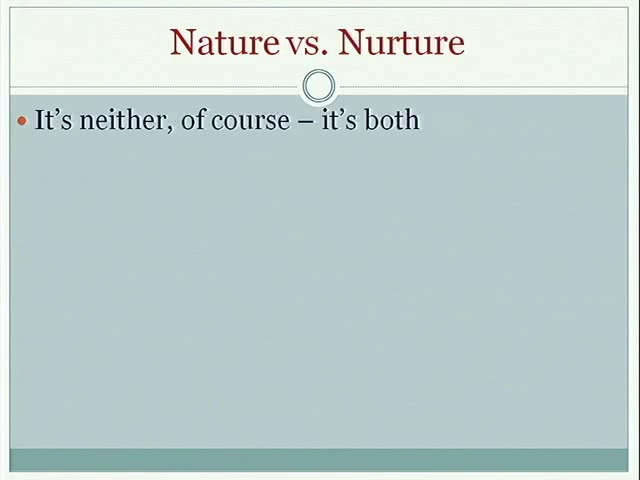 Nature vs. Nurture
It’s neither, of course – it’s both